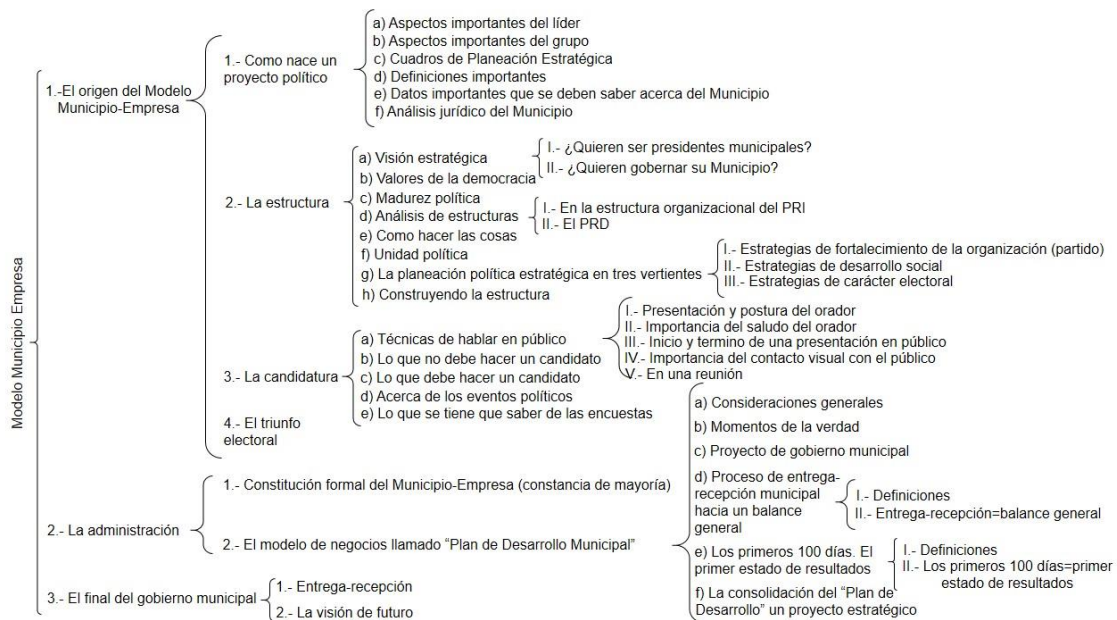 Modelo Municipio Empresa
1.-El origen del Modelo
Municipio-Empresa
1.- Como nace un
proyecto político
a) Aspectos importantes del líder
b) Aspectos importantes del grupo
c) Cuadros de Planeación Estratégica
d) Definiciones importantes
e) Datos importantes que se deben saber acerca del Municipio
f) Análisis jurídico del Municipio
2.- La estructura
a) Visión estratégica
I.- ¿Quieren ser presidentes municipales?
II.- ¿Quieren gobernar su Municipio?
b) Valores de la democracia
c) Madurez política
d) Análisis de estructuras
I.- En la estructura organizacional del PRI
II.- El PRD
e) Como hacer las cosas
f) Unidad política
g) La planeación política estratégica en tres vertientes
I.- Estrategias de fortalecimiento de la organización (partido)
II.- Estrategias de desarrollo social
III.- Estrategias de carácter electoral
h) Construyendo la estructura
3.- La candidatura
a) Técnicas de hablar en público
I.- Presentación y postura del orador
II.- Importancia del saludo del orador
III.- Inicio y termino de una presentación en público
IV.- Importancia del contacto visual con el público
V.- En una reunión
b) Lo que no debe hacer un candidato
c) Lo que debe hacer un candidato
d) Acerca de los eventos políticos
e) Lo que se tiene que saber de las encuestas
4.- El triunfo
electoral
2.- La administración
1.- Constitución formal del Municipio-Empresa (constancia de mayoría)
2.- El modelo de negocios llamado “Plan de Desarrollo Municipal”
a) Consideraciones generales
b) Momentos de la verdad
c) Proyecto de gobierno municipal
d) Proceso de entrega-
recepción municipal
hacia un balance
general
I.- Definiciones
II.- Entrega-recepción=balance general
e) Los primeros 100 días. El
primer estado de resultados
I.- Definiciones
II.- Los primeros 100 días=primer
estado de resultados
f) La consolidación del “Plan de
Desarrollo” un proyecto estratégico
3.- El final del gobierno municipal
1.- Entrega-recepción
2.- La visión de futuro